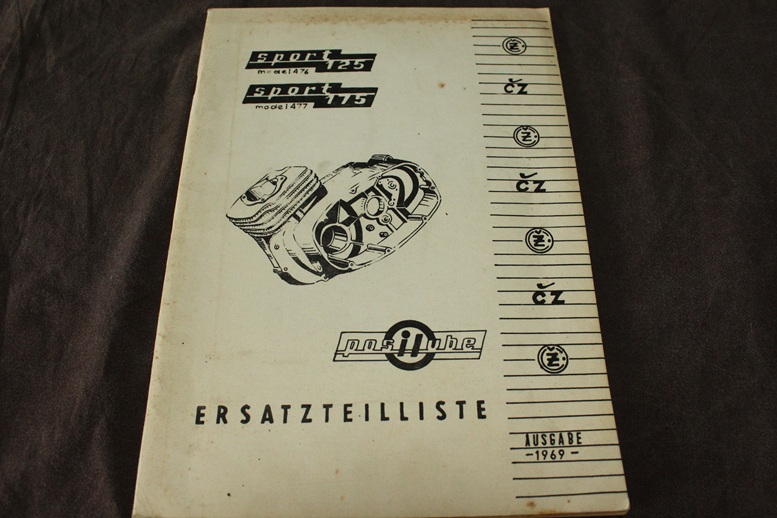 sport 125
model 476
sport 175
model 477
posilube
ERSATZTEILLISTE
ČZ
ČZ
ČZ
ČZ
ČZ
ČZ
ČZ
AUSGABE
-1969-